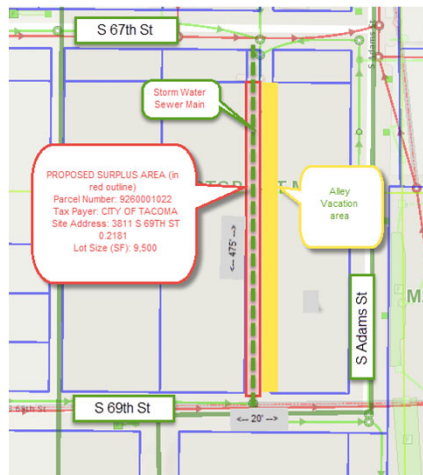 S 67th St
S Adams St
Storm Water
Sewer Main
PROPOSED SURPLUS AREA (in
red outline)
Parcel Number: 9260001022
Tax Payer: CITY OF TACOMA
Site Address: 3811 S 69TH ST
0.2181
Lot Size (SF): 9,500
Alley
Vacation
area
<-- 475' -->
S Adams St
S 69th St
<-- 20' -->